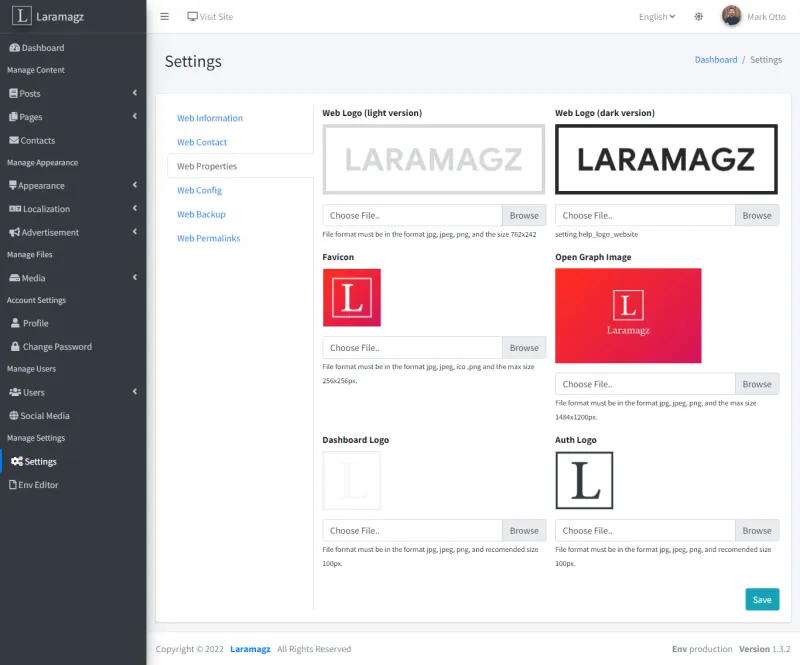 L Laramagz
Visit Site
English
Mark Otto
Dashboard
Manage Content
Posts
Pages
Contacts
Manage Appearance
Appearance
Localization
Advertisement
Manage Files
Media
Account Settings
Profile
Change Password
Manage Users
Users
Social Media
Manage Settings
Settings
Env Editor
Settings
Dashboard / Settings
Web Information
Web Contact
Web Properties
Web Config
Web Backup
Web Permalinks
Web Logo (light version)
LARAMAGZ
Choose File.. Browse
File format must be in the format jpg, jpeg, png, and the size 762x242
Web Logo (dark version)
LARAMAGZ
Choose File.. Browse
setting.help_logo_website
Favicon
L
Choose File.. Browse
File format must be in the format jpg, jpeg, ico ,png and the max size
256x256px.
Open Graph Image
L
Laramagz
Choose File.. Browse
File format must be in the format jpg, jpeg, png, and the max size
1484x1200px.
Dashboard Logo
L
Choose File.. Browse
File format must be in the format jpg, jpeg, png, and recomended size
100px.
Auth Logo
L
Choose File.. Browse
File format must be in the format jpg, jpeg, png, and recomended size
100px.
Save
Copyright © 2022 Laramagz All Rights Reserved
Env production Version 1.3.2